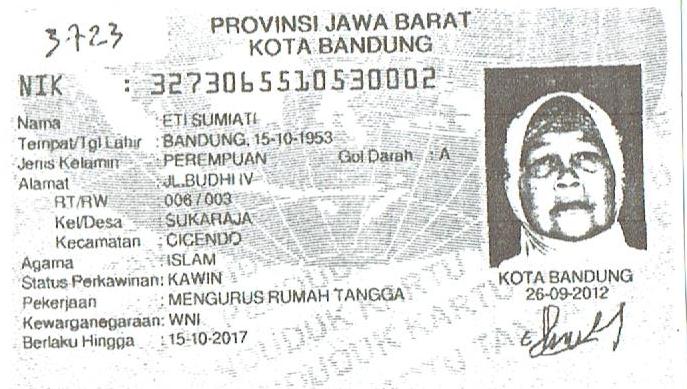 3723
PROVINSI JAWA BARAT
KOTA BANDUNG
NIK : 3273065510530002
Nama : ETI SUMIATI
Tempat/Tgl Lahir : BANDUNG, 15-10-1953
Jenis Kelamin : PEREMPUAN Gol Darah : A
Alamat : JL.BUDHI IV
RT/RW 006 / 003
Kel/Desa : SUKARAJA
Kecamatan : CICENDO
Agama : ISLAM
Status Perkawinan: KAWIN
Pekerjaan : MENGURUS RUMAH TANGGA
Kewarganegaraan: WNI
Berlaku Hingga : 15-10-2017
KOTA BANDUNG
26-09-2012